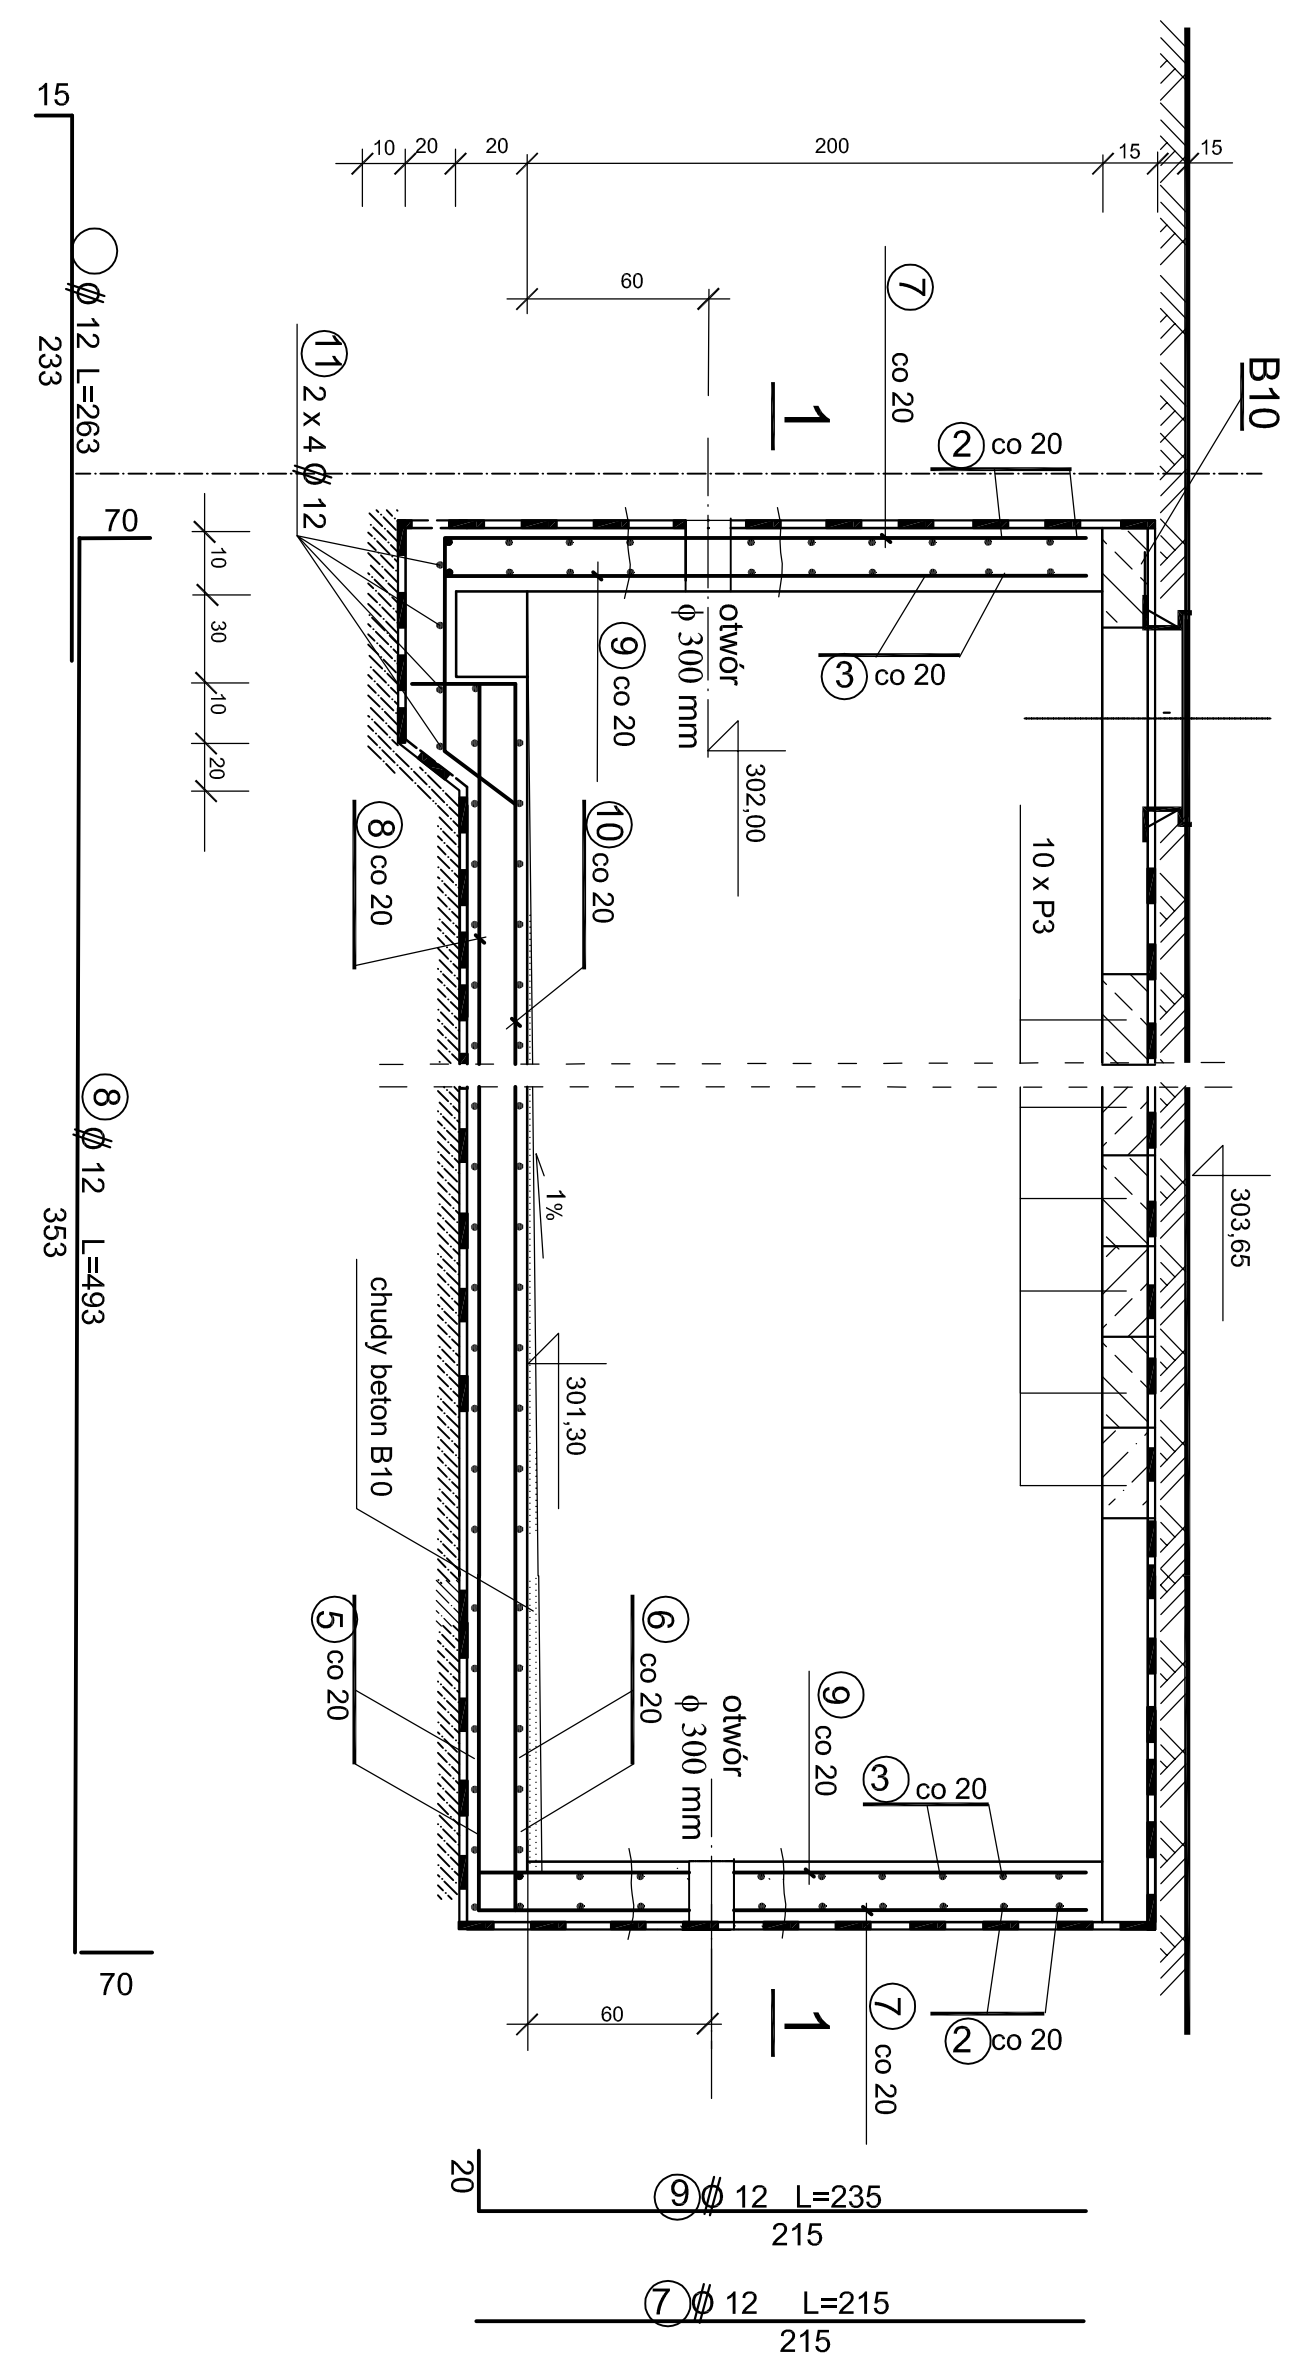 15
10
20
20
200
15
15
60
7
co 20
B10
1
2 co 20
ϕ 12 L=263
233
11 2 x 4 ϕ 12
70
10
30
10
20
otwór
ϕ 300 mm
9 co 20
3 co 20
302,00
8 co 20
10 co 20
10 x P3
8 ϕ 12 L=493
353
1%
303,65
chudy beton B10
301,30
5 co 20
6 co 20
otwór
ϕ 300 mm
9 co 20
3 co 20
70
60
1
7 co 20
2 co 20
20
9 ϕ 12 L=235
215
7 ϕ 12 L=215
215